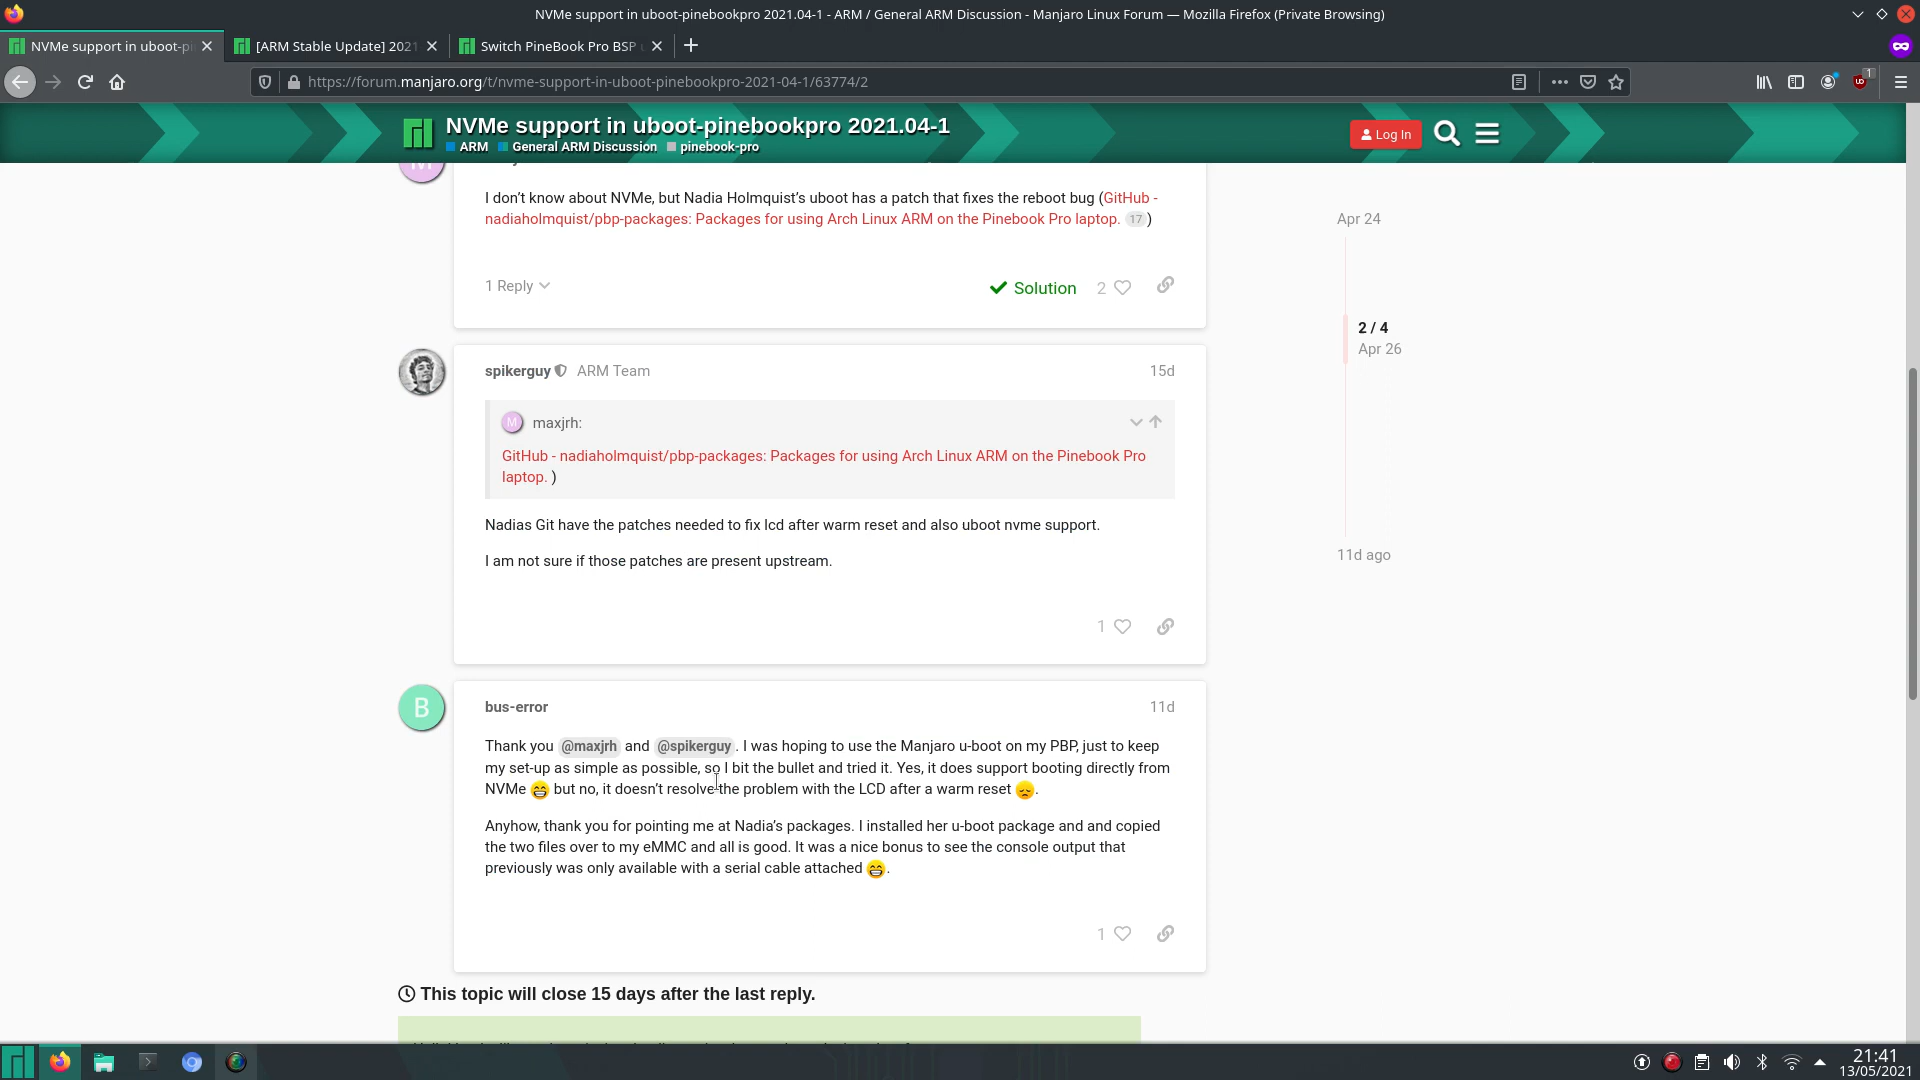 NVMe support in uboot-pinebookpro 2021.04-1 - ARM / General ARM Discussion - Manjaro Linux Forum — Mozilla Firefox (Private Browsing)
NVMe support in uboot-pi
[ARM Stable Update] 2021
Switch PineBook Pro BSP
https://forum.manjaro.org/t/nvme-support-in-uboot-pinebookpro-2021-04-1/63774/2
1
NVMe support in uboot-pinebookpro 2021.04-1
ARM General ARM Discussion pinebook-pro
Log In
I don’t know about NVMe, but Nadia Holmquist’s uboot has a patch that fixes the reboot bug (GitHub -
nadiaholmquist/pbp-packages: Packages for using Arch Linux ARM on the Pinebook Pro laptop. 17 )
1 Reply
Solution
2
Apr 24
2 / 4
Apr 26
11d ago
spikerguy ARM Team
15d
M maxjrh:
GitHub - nadiaholmquist/pbp-packages: Packages for using Arch Linux ARM on the Pinebook Pro
laptop. )
Nadias Git have the patches needed to fix lcd after warm reset and also uboot nvme support.
I am not sure if those patches are present upstream.
1
B
bus-error
11d
Thank you @maxjrh and @spikerguy. I was hoping to use the Manjaro u-boot on my PBP, just to keep
my set-up as simple as possible, so I bit the bullet and tried it. Yes, it does support booting directly from
NVMe 😁 but no, it doesn’t resolve the problem with the LCD after a warm reset 😞.
Anyhow, thank you for pointing me at Nadia’s packages. I installed her u-boot package and and copied
the two files over to my eMMC and all is good. It was a nice bonus to see the console output that
previously was only available with a serial cable attached 😁.
1
This topic will close 15 days after the last reply.
21:41
13/05/2021